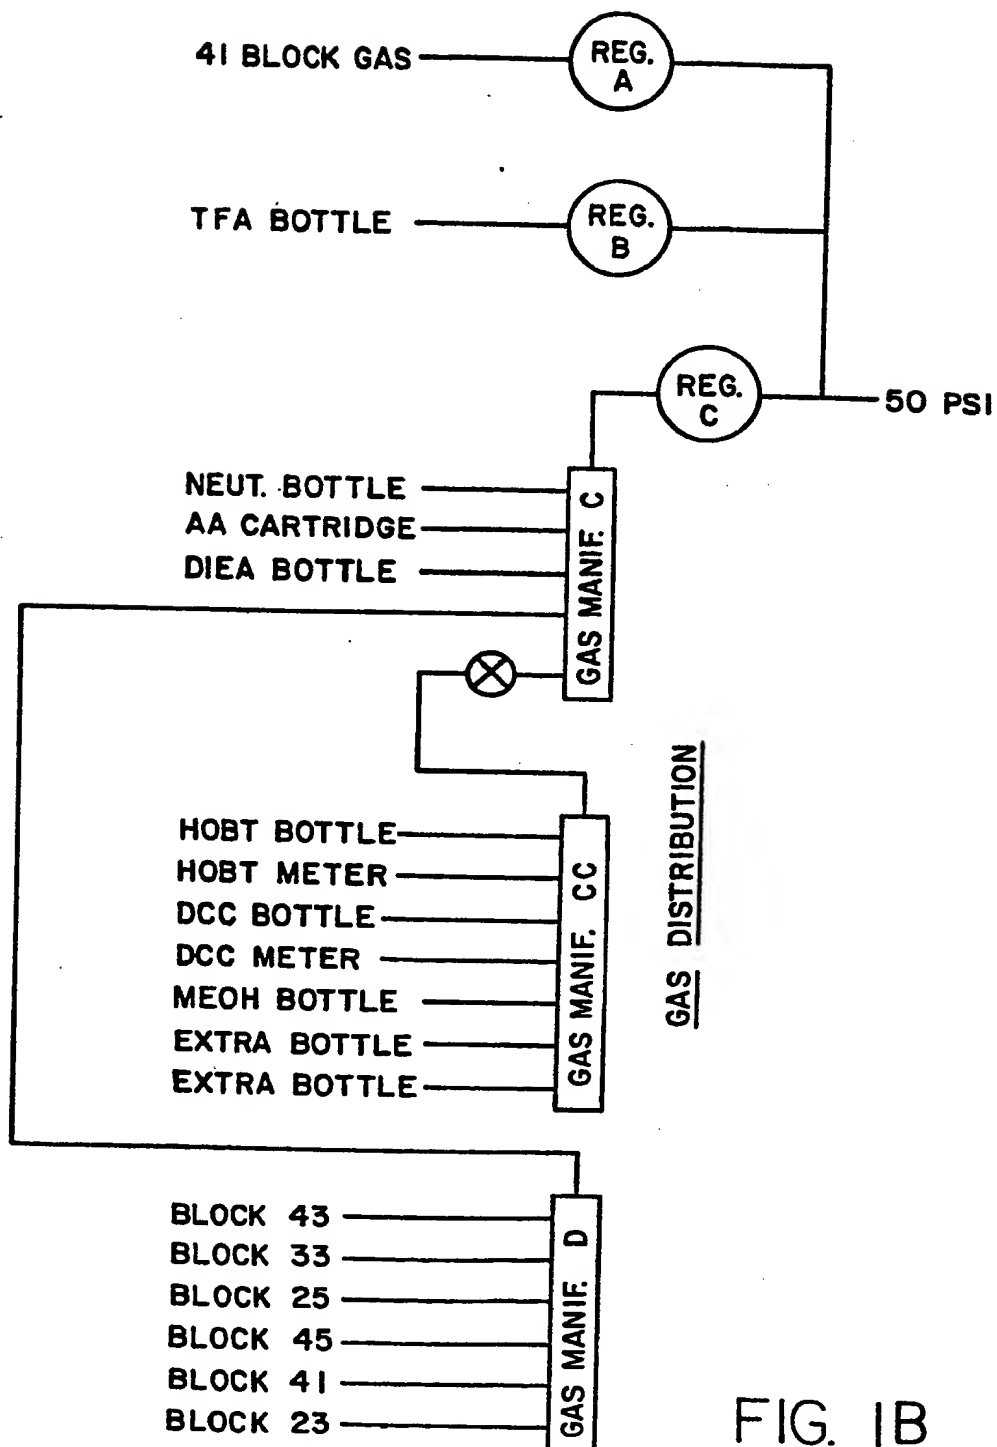 41 BLOCK GAS
REG.
A
TFA BOTTLE
REG.
B
REG.
C
50 PSI
NEUT. BOTTLE
AA CARTRIDGE
DIEA BOTTLE
GAS MANIF. C
HOBT BOTTLE
HOBT METER
DCC BOTTLE
DCC METER
MEOH BOTTLE
EXTRA BOTTLE
EXTRA BOTTLE
GAS MANIF. CC
GAS DISTRIBUTION
BLOCK 43
BLOCK 33
BLOCK 25
BLOCK 45
BLOCK 41
BLOCK 23
GAS MANIF. D
FIG. 1B